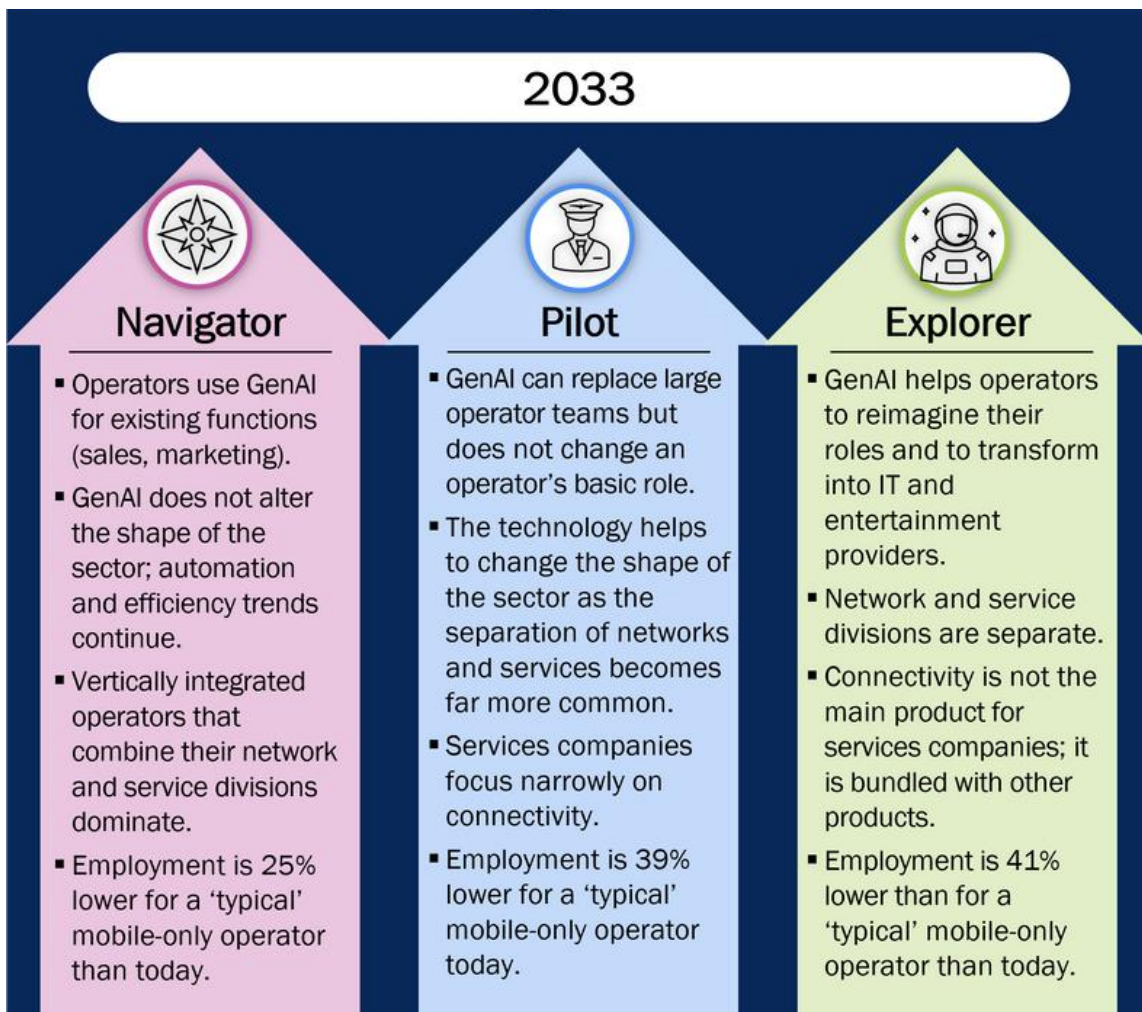 2033
Navigator
▪ Operators use GenAI
for existing functions
(sales, marketing).
▪ GenAI does not alter
the shape of the
sector; automation
and efficiency trends
continue.
▪ Vertically integrated
operators that
combine their network
and service divisions
dominate.
▪ Employment is 25%
lower for a ‘typical’
mobile-only operator
than today.
Pilot
▪ GenAI can replace large
operator teams but
does not change an
operator’s basic role.
▪ The technology helps
to change the shape of
the sector as the
separation of networks
and services becomes
far more common.
▪ Services companies
focus narrowly on
connectivity.
▪ Employment is 39%
lower for a ‘typical’
mobile-only operator
today.
Explorer
▪ GenAI helps operators
to reimagine their
roles and to transform
into IT and
entertainment
providers.
▪ Network and service
divisions are separate.
▪ Connectivity is not the
main product for
services companies; it
is bundled with other
products.
▪ Employment is 41%
lower than for a
‘typical’ mobile-only
operator than today.